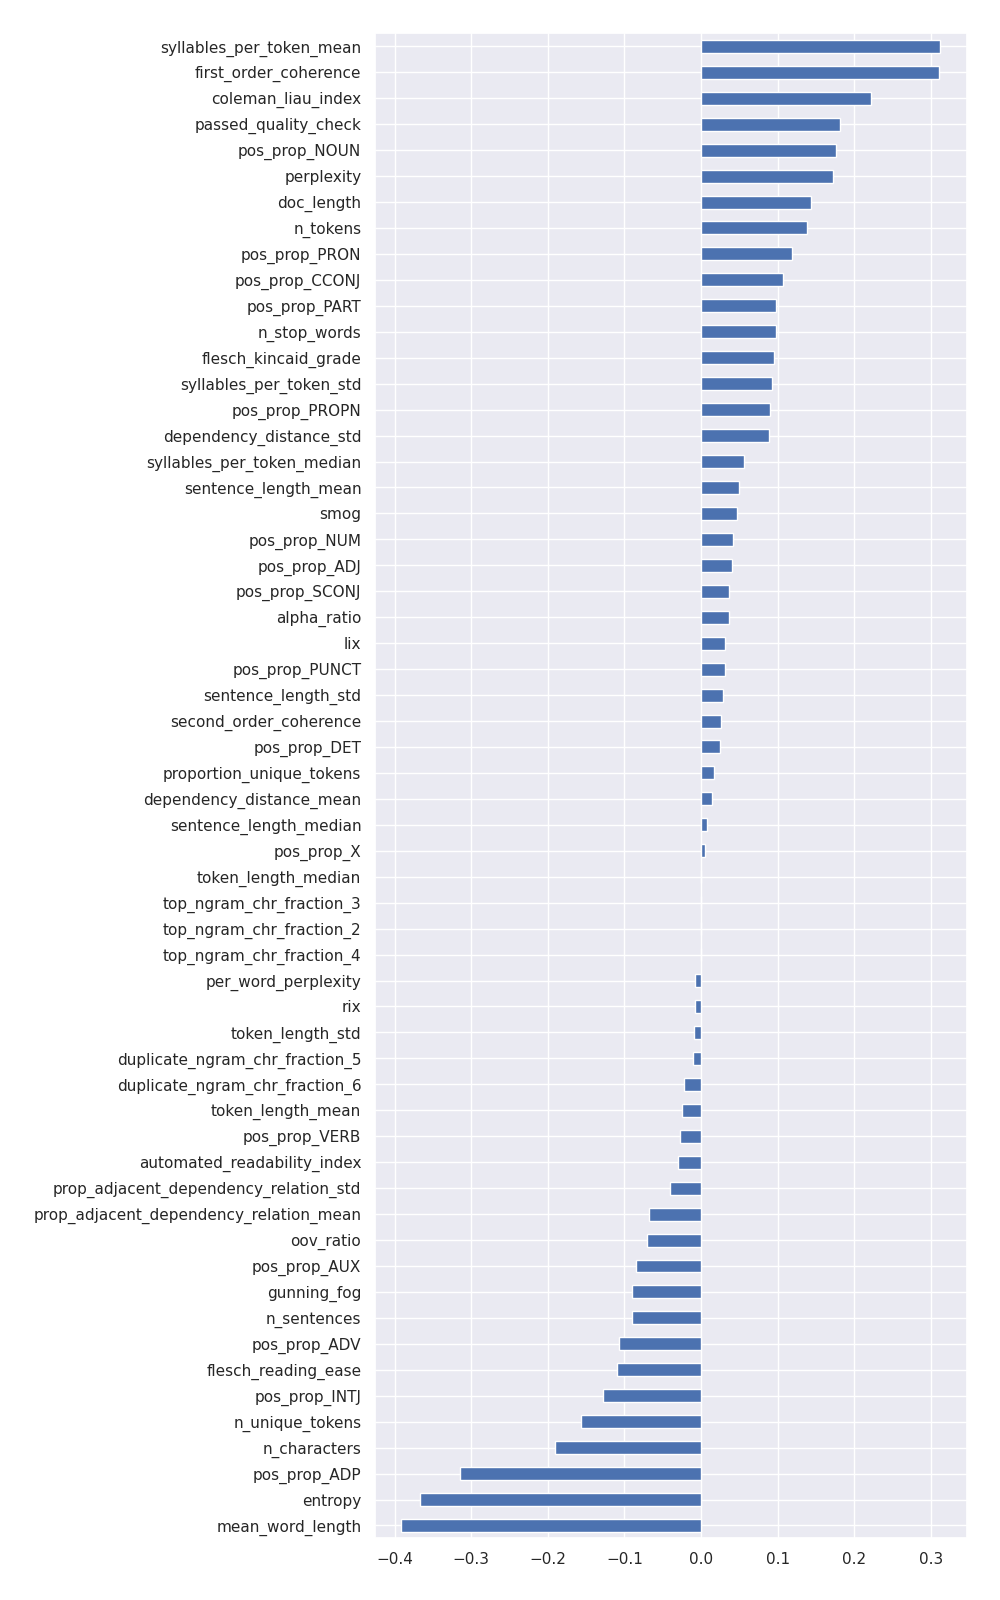 syllables_per_token_mean
first_order_coherence
coleman_liau_index
passed_quality_check
pos_prop_NOUN
perplexity
doc_length
n_tokens
pos_prop_PRON
pos_prop_CCONJ
pos_prop_PART
n_stop_words
flesch_kincaid_grade
syllables_per_token_std
pos_prop_PROPN
dependency_distance_std
syllables_per_token_median
sentence_length_mean
smog
pos_prop_NUM
pos_prop_ADJ
pos_prop_SCONJ
alpha_ratio
lix
pos_prop_PUNCT
sentence_length_std
second_order_coherence
pos_prop_DET
proportion_unique_tokens
dependency_distance_mean
sentence_length_median
pos_prop_X
token_length_median
top_ngram_chr_fraction_3
top_ngram_chr_fraction_2
top_ngram_chr_fraction_4
per_word_perplexity
rix
token_length_std
duplicate_ngram_chr_fraction_5
duplicate_ngram_chr_fraction_6
token_length_mean
pos_prop_VERB
automated_readability_index
prop_adjacent_dependency_relation_std
prop_adjacent_dependency_relation_mean
oov_ratio
pos_prop_AUX
gunning_fog
n_sentences
pos_prop_ADV
flesch_reading_ease
pos_prop_INTJ
n_unique_tokens
n_characters
pos_prop_ADP
entropy
mean_word_length
−0.4 −0.3 −0.2 −0.1 0.0 0.1 0.2 0.3